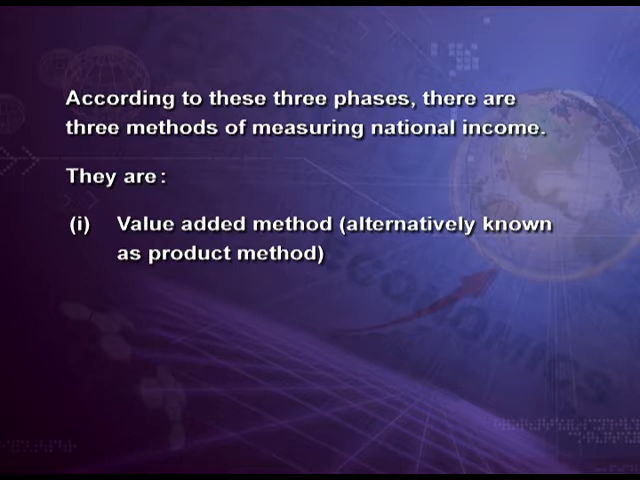 According to these three phases, there are
three methods of measuring national income.
They are :
(i) Value added method (alternatively known
as product method)
ECONOMICS